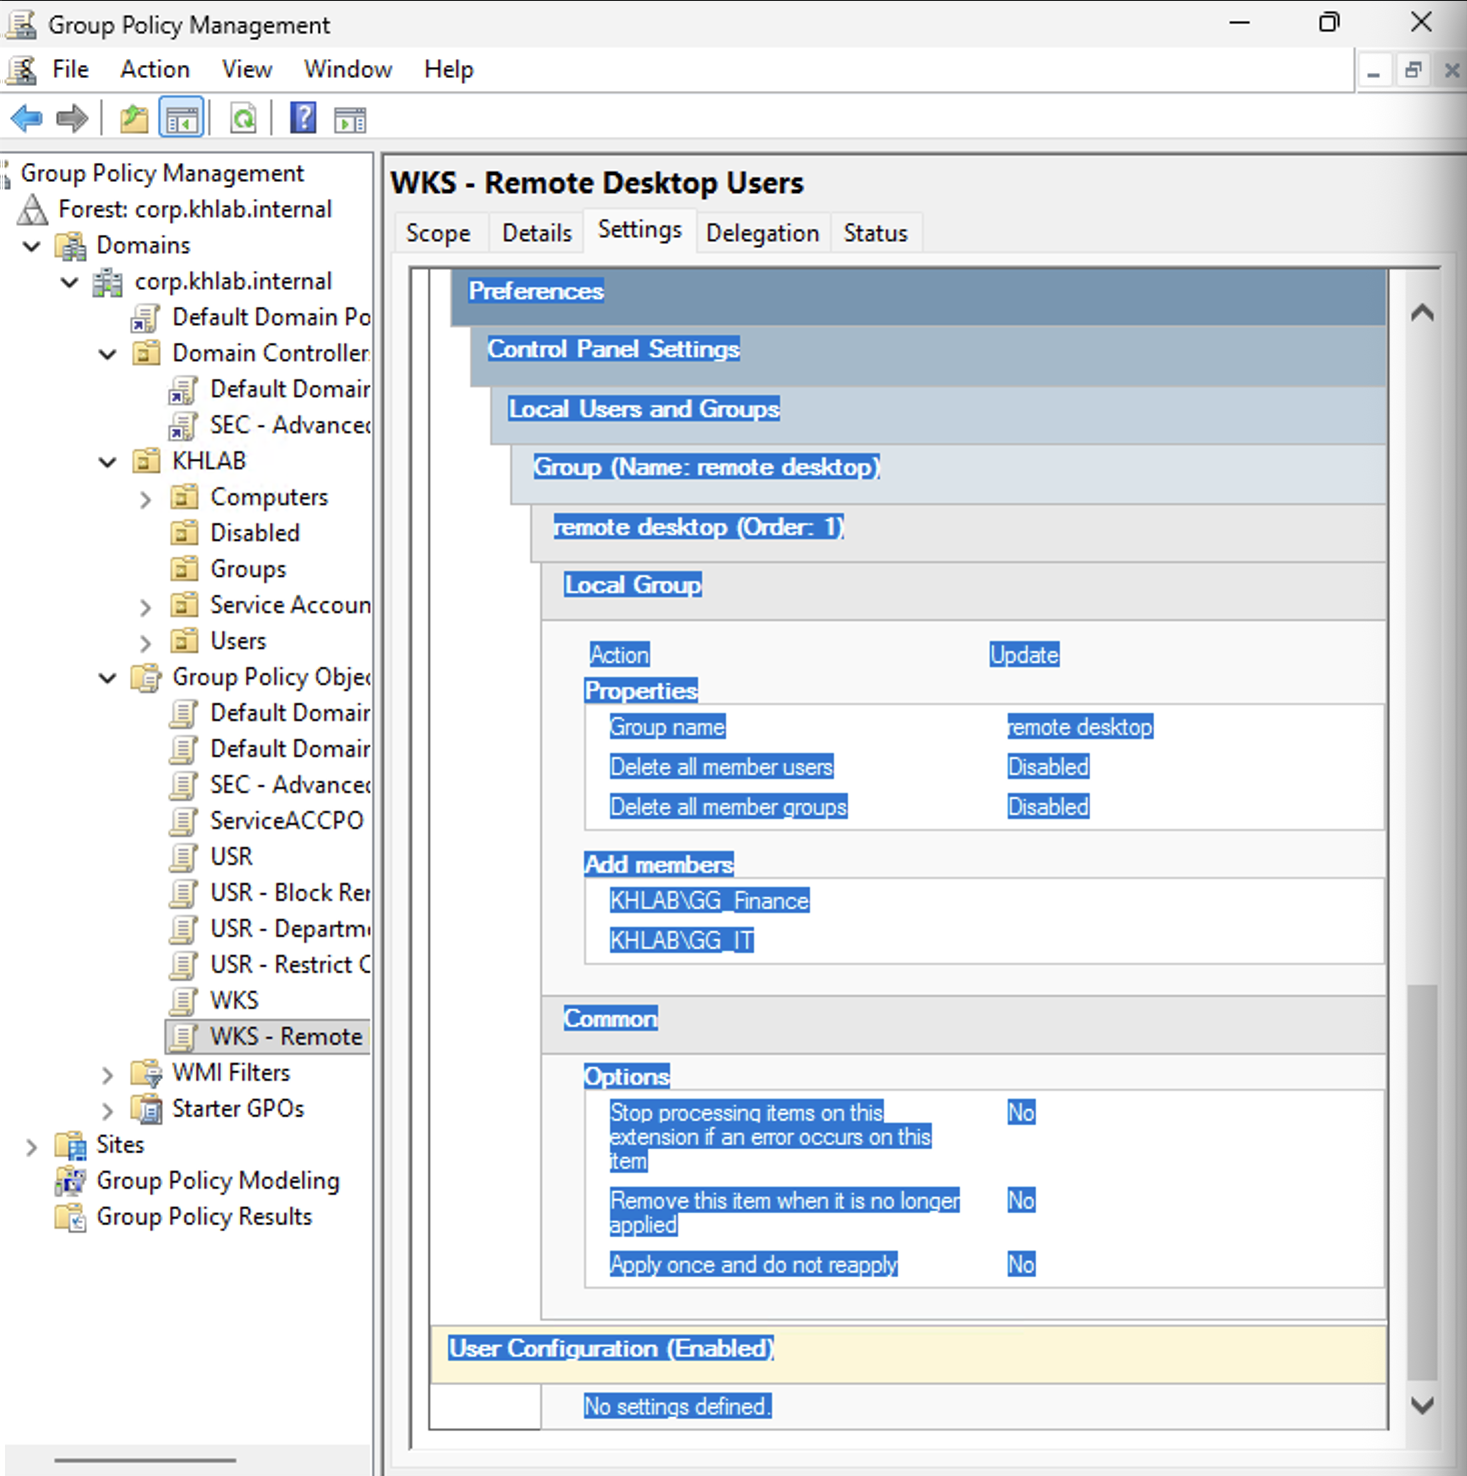 Group Policy Management
File Action View Window Help
Group Policy Management
Forest: corp.khlab.internal
Domains
corp.khlab.internal
Default Domain Po
Domain Controller
Default Domair
SEC - Advanced
KHLAB
Computers
Disabled
Groups
Service Accoun
Users
Group Policy Objec
Default Domair
Default Domair
SEC - Advanced
ServiceACCPO
USR
USR - Block Rer
USR - Departme
USR - Restrict C
WKS
WKS - Remote
WMI Filters
Starter GPOs
Sites
Group Policy Modeling
Group Policy Results
WKS - Remote Desktop Users
Scope Details Settings Delegation Status
Preferences
Control Panel Settings
Local Users and Groups
Group (Name: remote desktop)
remote desktop (Order: 1)
Local Group
Action Update
Properties
Group name remote desktop
Delete all member users Disabled
Delete all member groups Disabled
Add members
KHLAB\GG_Finance
KHLAB\GG_IT
Common
Options
Stop processing items on this No
extension if an error occurs on this
item
Remove this item when it is no longer No
applied
Apply once and do not reapply No
User Configuration (Enabled)
No settings defined.